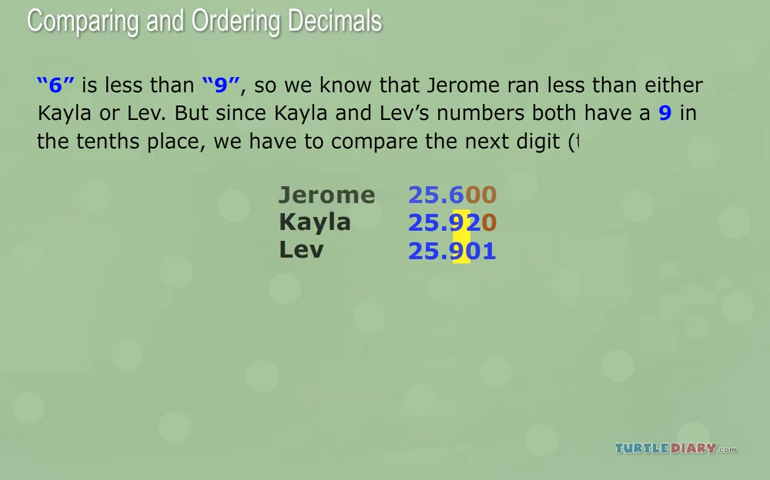 Comparing and Ordering Decimals
“6” is less than “9”, so we know that Jerome ran less than either
Kayla or Lev. But since Kayla and Lev’s numbers both have a 9 in
the tenths place, we have to compare the next digit (
Jerome 25.600
Kayla 25.920
Lev 25.901
TURTLEDIARY.com